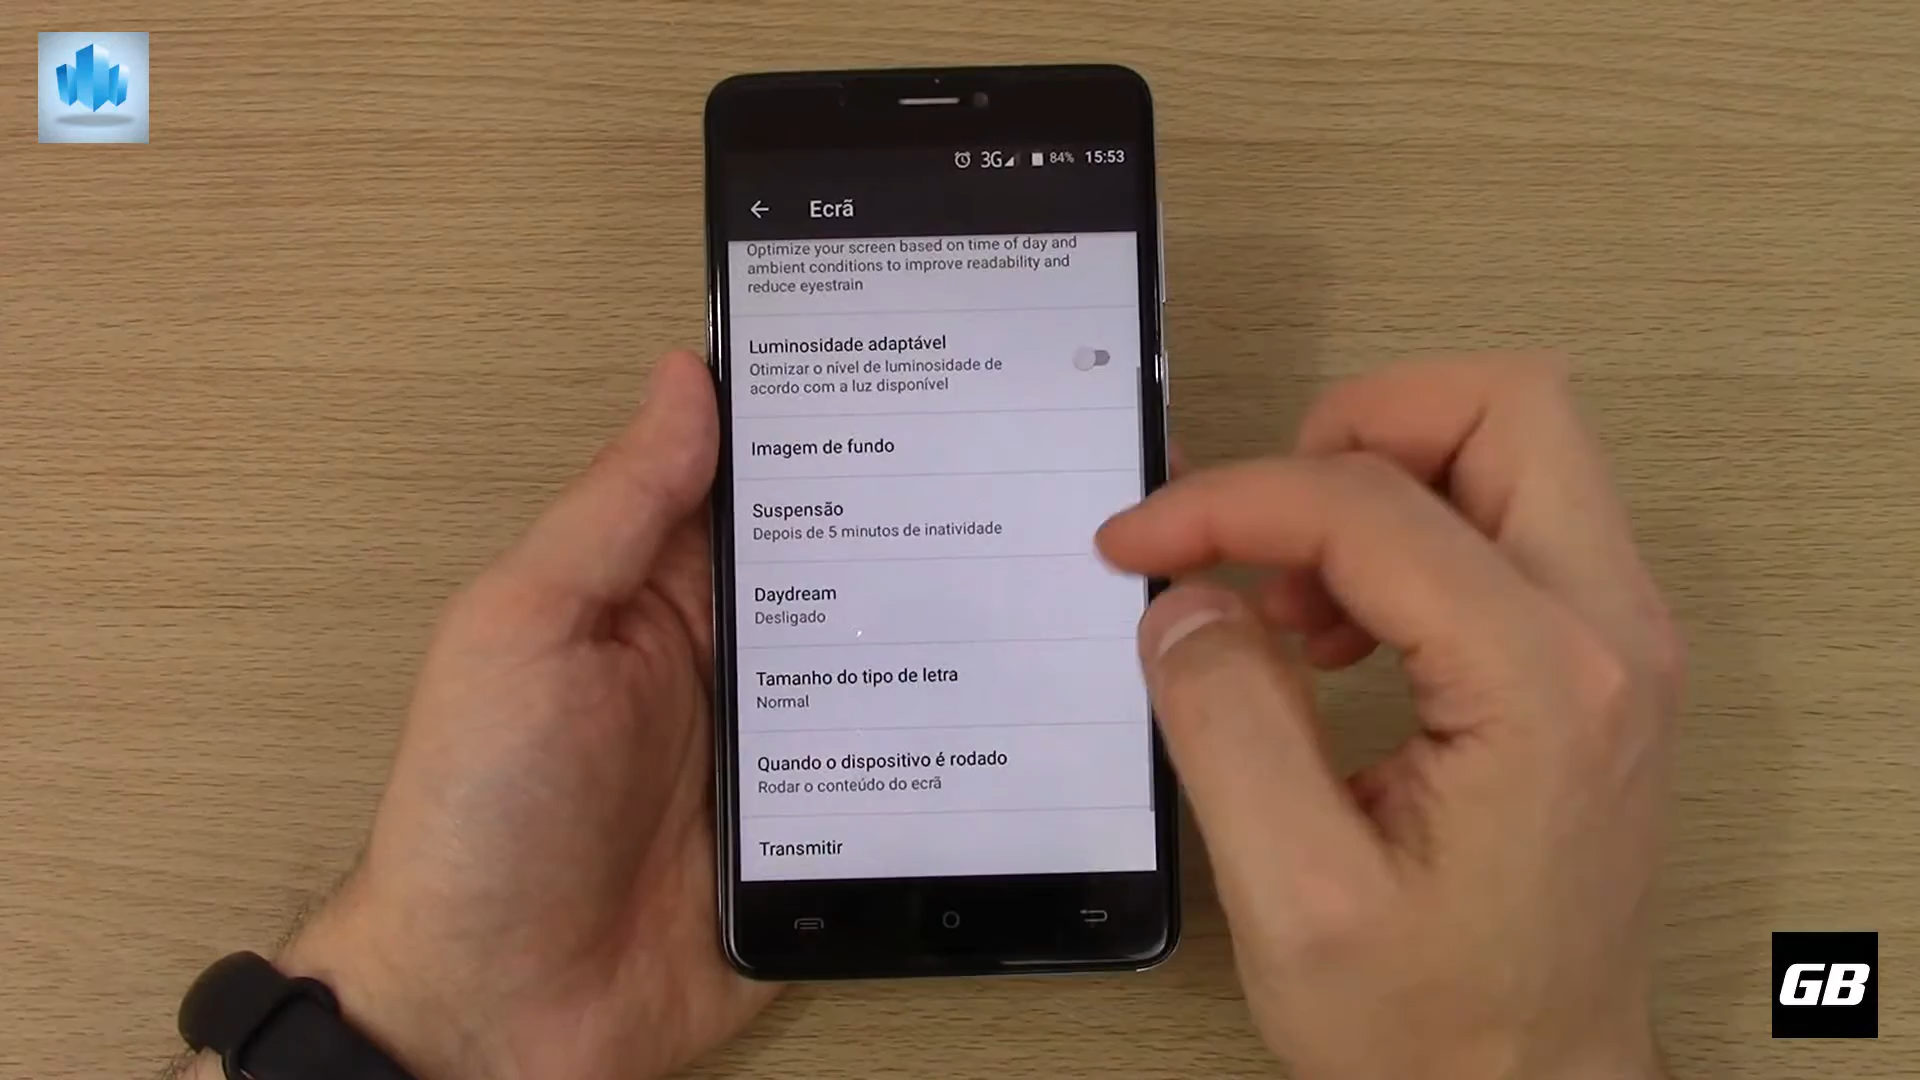 3G 84% 15:53
Ecrã
Optimize your screen based on time of day and
ambient conditions to improve readability and
reduce eyestrain
Luminosidade adaptável
Otimizar o nível de luminosidade de
acordo com a luz disponível
Imagem de fundo
Suspensão
Depois de 5 minutos de inatividade
Daydream
Desligado
Tamanho do tipo de letra
Normal
Quando o dispositivo é rodado
Rodar o conteúdo do ecrã
Transmitir
GB